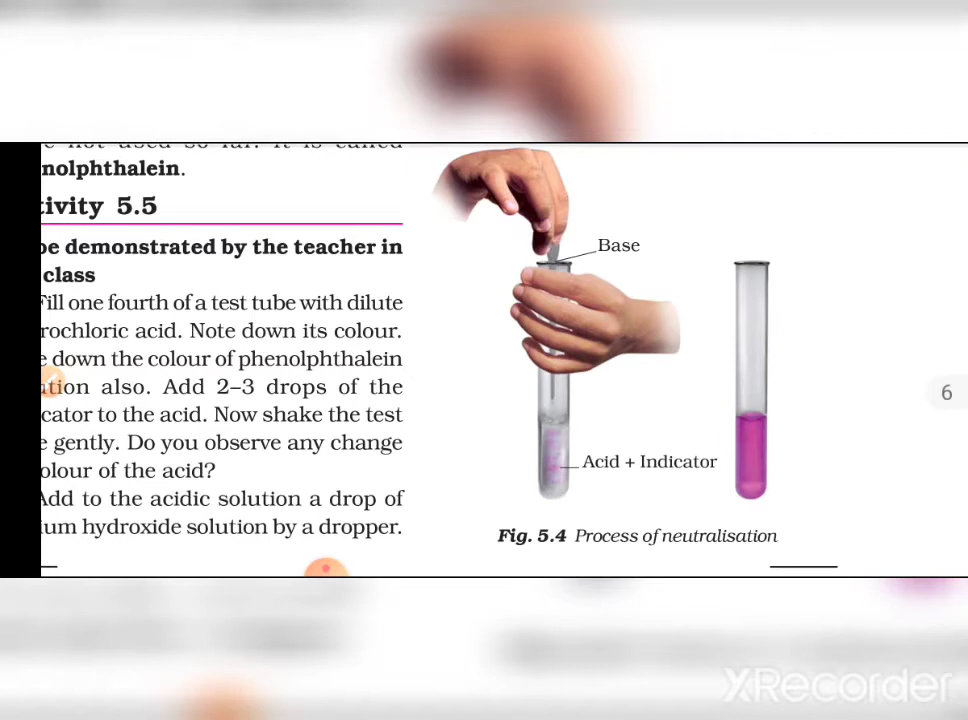 nolphthalein.
tivity 5.5
be demonstrated by the teacher in
class
Fill one fourth of a test tube with dilute
rochloric acid. Note down its colour.
e down the colour of phenolphthalein
ution also. Add 2–3 drops of the
cator to the acid. Now shake the test
e gently. Do you observe any change
olour of the acid?
Add to the acidic solution a drop of
ium hydroxide solution by a dropper.
Base
Acid + Indicator
Fig. 5.4 Process of neutralisation
6
XRecorder